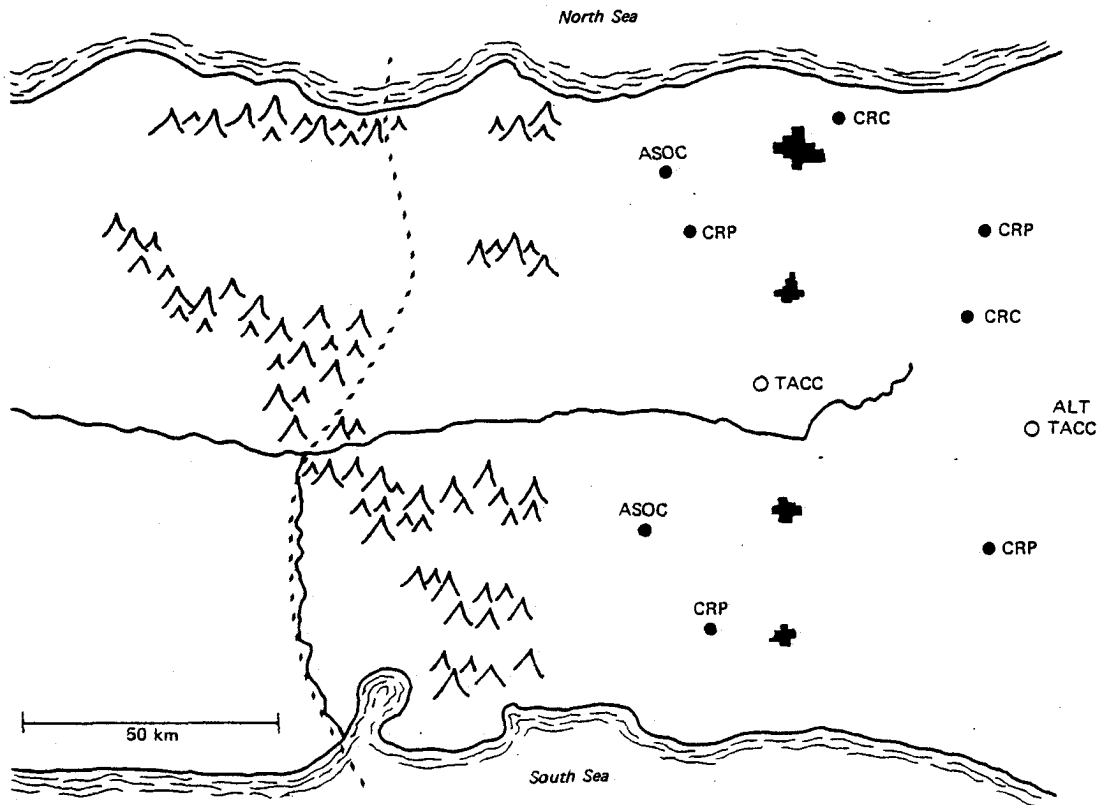 North Sea
CRC
ASOC
CRP
CRP
CRC
TACC
ALT
TACC
ASOC
CRP
CRP
50 km
South Sea